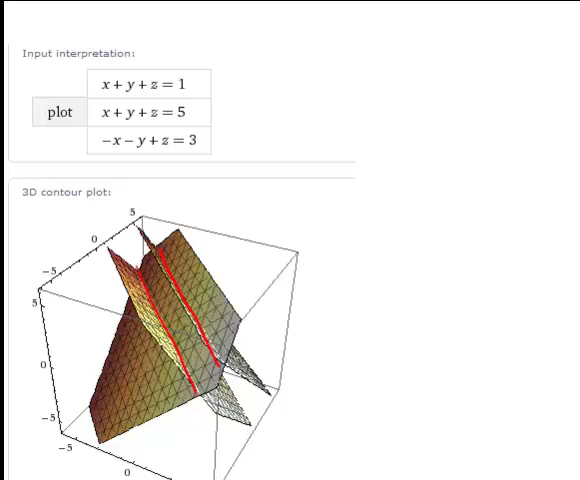 Input interpretation:
x + y + z = 1
plot
x + y + z = 5
−x − y + z = 3
3D contour plot:
5
0
−5
5
0
−5
−5
0